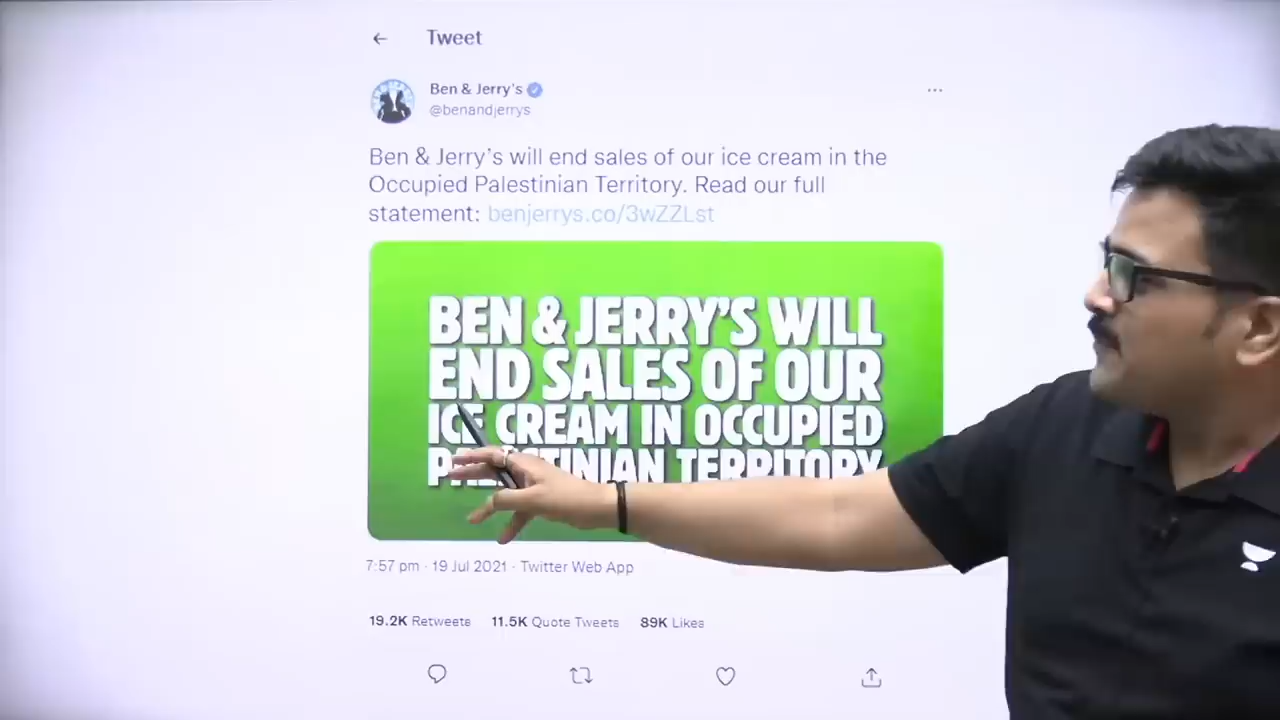 Tweet
Ben & Jerry's
@benandjerrys
Ben & Jerry's will end sales of our ice cream in the
Occupied Palestinian Territory. Read our full
statement: benjerrys.co/3wZZLst
BEN & JERRY'S WILL
END SALES OF OUR
ICE CREAM IN OCCUPIED
PALESTINIAN TERRITORY
7:57 pm · 19 Jul 2021 · Twitter Web App
19.2K Retweets 11.5K Quote Tweets 89K Likes